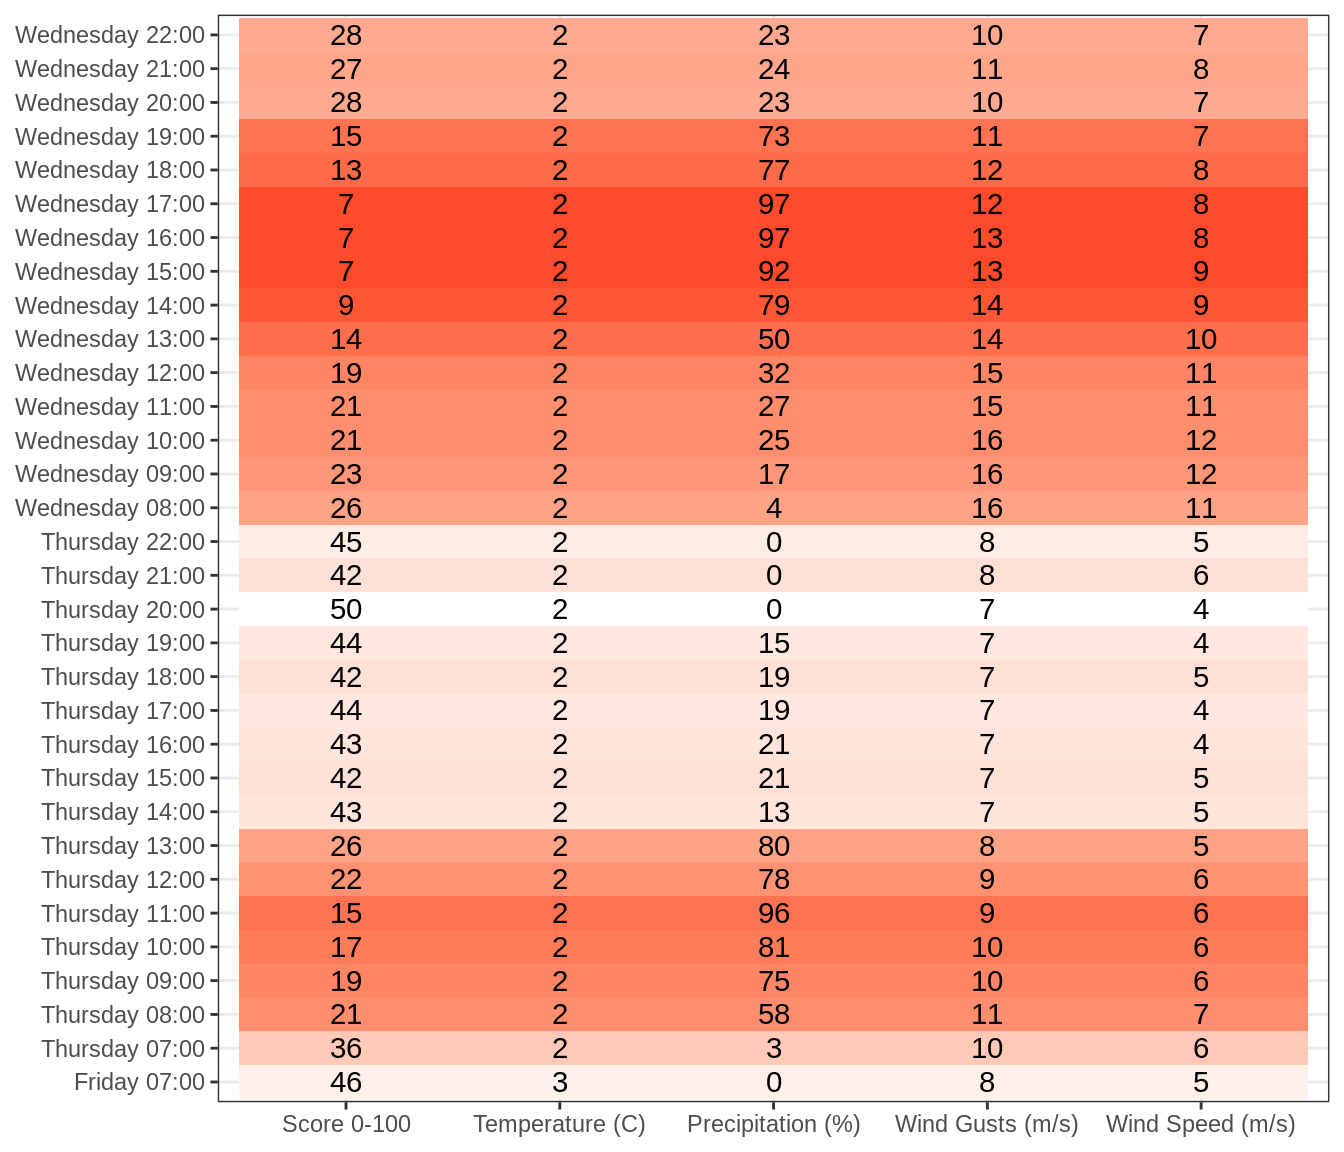 Wednesday 22:00 28 2 23 10 7
Wednesday 21:00 27 2 24 11 8
Wednesday 20:00 28 2 23 10 7
Wednesday 19:00 15 2 73 11 7
Wednesday 18:00 13 2 77 12 8
Wednesday 17:00 7 2 97 12 8
Wednesday 16:00 7 2 97 13 8
Wednesday 15:00 7 2 92 13 9
Wednesday 14:00 9 2 79 14 9
Wednesday 13:00 14 2 50 14 10
Wednesday 12:00 19 2 32 15 11
Wednesday 11:00 21 2 27 15 11
Wednesday 10:00 21 2 25 16 12
Wednesday 09:00 23 2 17 16 12
Wednesday 08:00 26 2 4 16 11
Thursday 22:00 45 2 0 8 5
Thursday 21:00 42 2 0 8 6
Thursday 20:00 50 2 0 7 4
Thursday 19:00 44 2 15 7 4
Thursday 18:00 42 2 19 7 5
Thursday 17:00 44 2 19 7 4
Thursday 16:00 43 2 21 7 4
Thursday 15:00 42 2 21 7 5
Thursday 14:00 43 2 13 7 5
Thursday 13:00 26 2 80 8 5
Thursday 12:00 22 2 78 9 6
Thursday 11:00 15 2 96 9 6
Thursday 10:00 17 2 81 10 6
Thursday 09:00 19 2 75 10 6
Thursday 08:00 21 2 58 11 7
Thursday 07:00 36 2 3 10 6
Friday 07:00 46 3 0 8 5
Score 0-100 Temperature (C) Precipitation (%) Wind Gusts (m/s) Wind Speed (m/s)